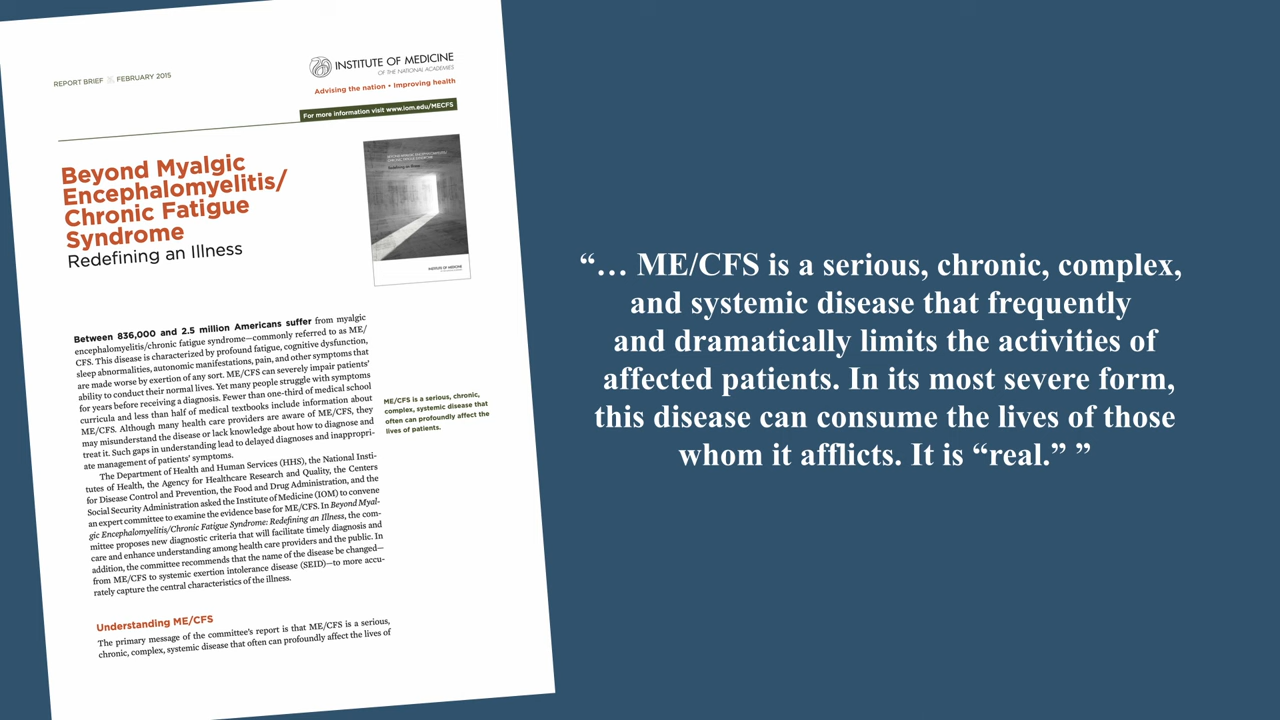 REPORT BRIEF FEBRUARY 2015
INSTITUTE OF MEDICINE
OF THE NATIONAL ACADEMIES
Advising the nation • Improving health
For more information visit www.iom.edu/MECFS
Beyond Myalgic
Encephalomyelitis/
Chronic Fatigue
Syndrome
Redefining an Illness
Between 836,000 and 2.5 million Americans suffer from myalgic
encephalomyelitis/chronic fatigue syndrome—commonly referred to as ME/
CFS. This disease is characterized by profound fatigue, cognitive dysfunction,
sleep abnormalities, autonomic manifestations, pain, and other symptoms that
are made worse by exertion of any sort. ME/CFS can severely impair patients'
ability to conduct their normal lives. Yet many people struggle with symptoms
for years before receiving a diagnosis. Fewer than one-third of medical school
curricula and less than half of medical textbooks include information about
ME/CFS. Although many health care providers are aware of ME/CFS, they
may misunderstand the disease or lack knowledge about how to diagnose and
treat it. Such gaps in understanding lead to delayed diagnoses and inappropri-
ate management of patients' symptoms.
The Department of Health and Human Services (HHS), the National Insti-
tutes of Health, the Agency for Healthcare Research and Quality, the Centers
for Disease Control and Prevention, the Food and Drug Administration, and the
Social Security Administration asked the Institute of Medicine (IOM) to convene
an expert committee to examine the evidence base for ME/CFS. In Beyond Myal-
gic Encephalomyelitis/Chronic Fatigue Syndrome: Redefining an Illness, the com-
mittee proposes new diagnostic criteria that will facilitate timely diagnosis and
care and enhance understanding among health care providers and the public. In
addition, the committee recommends that the name of the disease be changed—
from ME/CFS to systemic exertion intolerance disease (SEID)—to more accu-
rately capture the central characteristics of the illness.
ME/CFS is a serious, chronic,
complex, systemic disease that
often can profoundly affect the
lives of patients.
Understanding ME/CFS
The primary message of the committee's report is that ME/CFS is a serious,
chronic, complex, systemic disease that often can profoundly affect the lives of
“… ME/CFS is a serious, chronic, complex,
and systemic disease that frequently
and dramatically limits the activities of
affected patients. In its most severe form,
this disease can consume the lives of those
whom it afflicts. It is “real.” ”